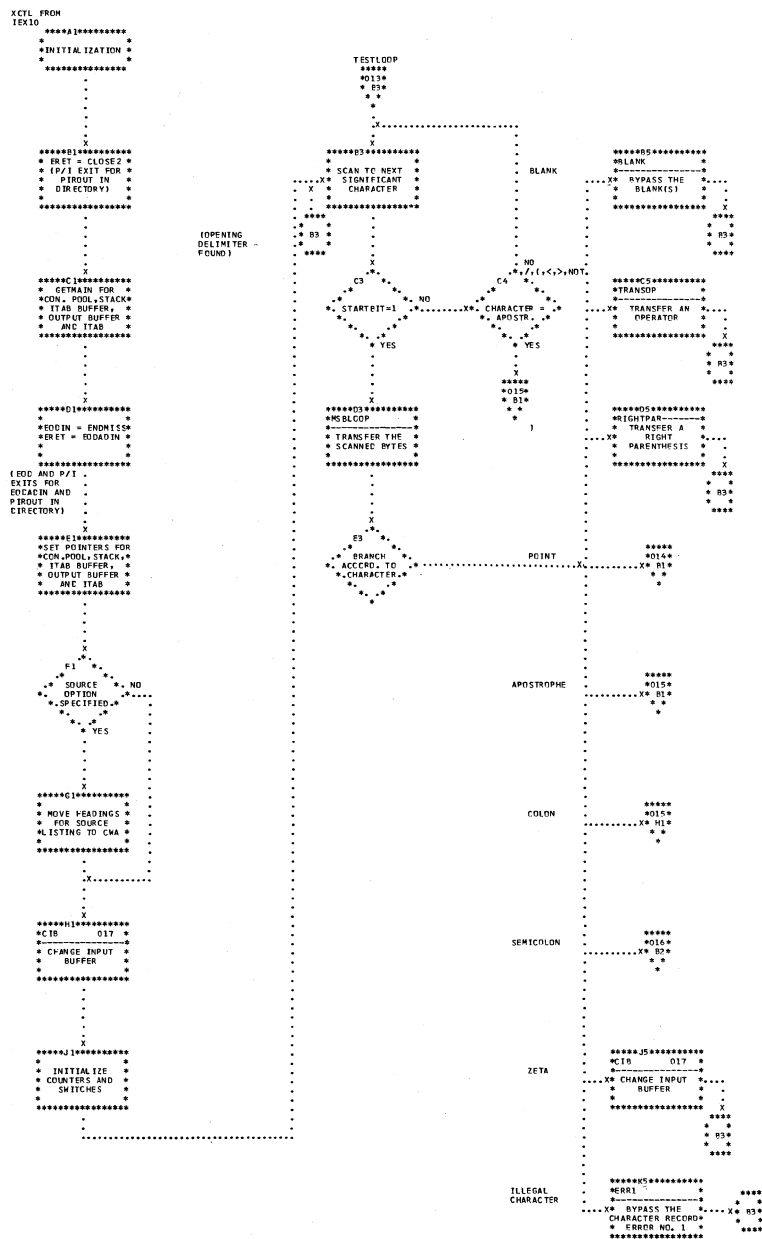 XCTL FROM
IEX10
*****A1**********
*INITIALIZATION *
TESTLOOP
*013*
* B3*
*****B1**********
* ERET = CLOSE2 *
* (P/I EXIT FOR *
* PIROUT IN *
* DIRECTORY) *
*****C1**********
* GETMAIN FOR *
*CON. POOL,STACK*
* ITAB BUFFER, *
* OUTPUT BUFFER *
* AND ITAB *
*****D1**********
*EODIN = ENDMISS*
*ERET = EODADIN *
(EOD AND P/I
EXITS FOR
EOCADIN AND
PIROUT IN
CIRECTORY)
*****E1**********
*SET POINTERS FOR
*CON.POOL,STACK,*
* ITAB BUFFER, *
* OUTPUT BUFFER *
* AND ITAB *
F1
SOURCE
OPTION
SPECIFIED
NO
YES
*****G1**********
* MOVE HEADINGS *
* FOR SOURCE *
*LISTING TO CWA *
*****H1**********
*CIB 017 *
* CHANGE INPUT *
* BUFFER *
*****J1**********
* INITIALIZE *
* COUNTERS AND *
* SWITCHES *
(OPENING
DELIMITER -
FOUND)
* B3 *
*****B3**********
* SCAN TO NEXT *
* SIGNIFICANT *
* CHARACTER *
C3
STARTBIT=1
NO
YES
NO
C4
CHARACTER =
APOSTR.
YES
*015*
* B1*
*****D3**********
*MSBLOOP *
* TRANSFER THE *
* SCANNED BYTES *
E3
BRANCH
ACCRD. TO
CHARACTER
BLANK
*****B5**********
*BLANK *
* BYPASS THE *
* BLANK(S) *
* B3*
*,/,(,<,>,NOT
*****C5**********
*TRANSOP *
* TRANSFER AN *
* OPERATOR *
* B3*
)
*****D5**********
*RIGHTPAR *
* TRANSFER A *
* RIGHT *
* PARENTHESIS *
* B3*
POINT
*014*
* B1*
APOSTROPHE
*015*
* B1*
COLON
*015*
* H1*
SEMICOLON
*016*
* B2*
ZETA
*****J5**********
*CIB 017 *
* CHANGE INPUT *
* BUFFER *
* B3*
ILLEGAL
CHARACTER
*****K5**********
*ERR1 *
* BYPASS THE *
CHARACTER RECORD*
* ERROR NO. 1 *
* B3*